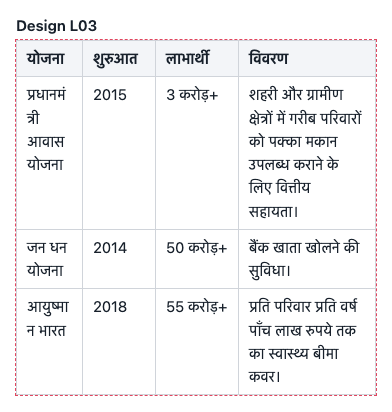 Design L03
योजना शुरुआत लाभार्थी विवरण
प्रधानमं
त्री
आवास
योजना
2015
3 करोड़+
शहरी और ग्रामीण
क्षेत्रों में गरीब परिवारों
को पक्का मकान
उपलब्ध कराने के
लिए वित्तीय
सहायता।
जन धन
योजना
2014
50 करोड़+
बैंक खाता खोलने की
सुविधा।
आयुष्मा
न भारत
2018
55 करोड़+
प्रति परिवार प्रति वर्ष
पाँच लाख रुपये तक
का स्वास्थ्य बीमा
कवर।